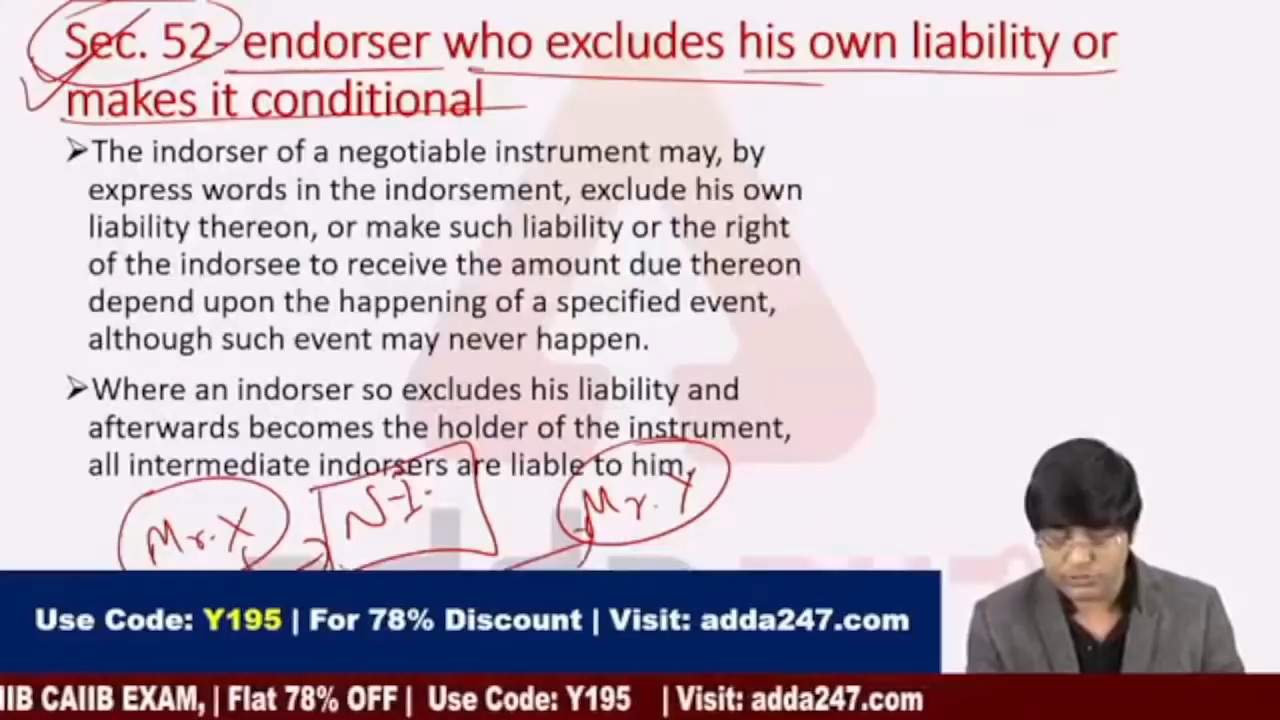 Sec. 52- endorser who excludes his own liability or
makes it conditional
➢The indorser of a negotiable instrument may, by
express words in the indorsement, exclude his own
liability thereon, or make such liability or the right
of the indorsee to receive the amount due thereon
depend upon the happening of a specified event,
although such event may never happen.
➢Where an indorser so excludes his liability and
afterwards becomes the holder of the instrument,
all intermediate indorsers are liable to him.
Mr. X N-I. Mr. Y
Use Code: Y195 | For 78% Discount | Visit: adda247.com
IIB CAIIB EXAM, | Flat 78% OFF | Use Code: Y195 | Visit: adda247.com